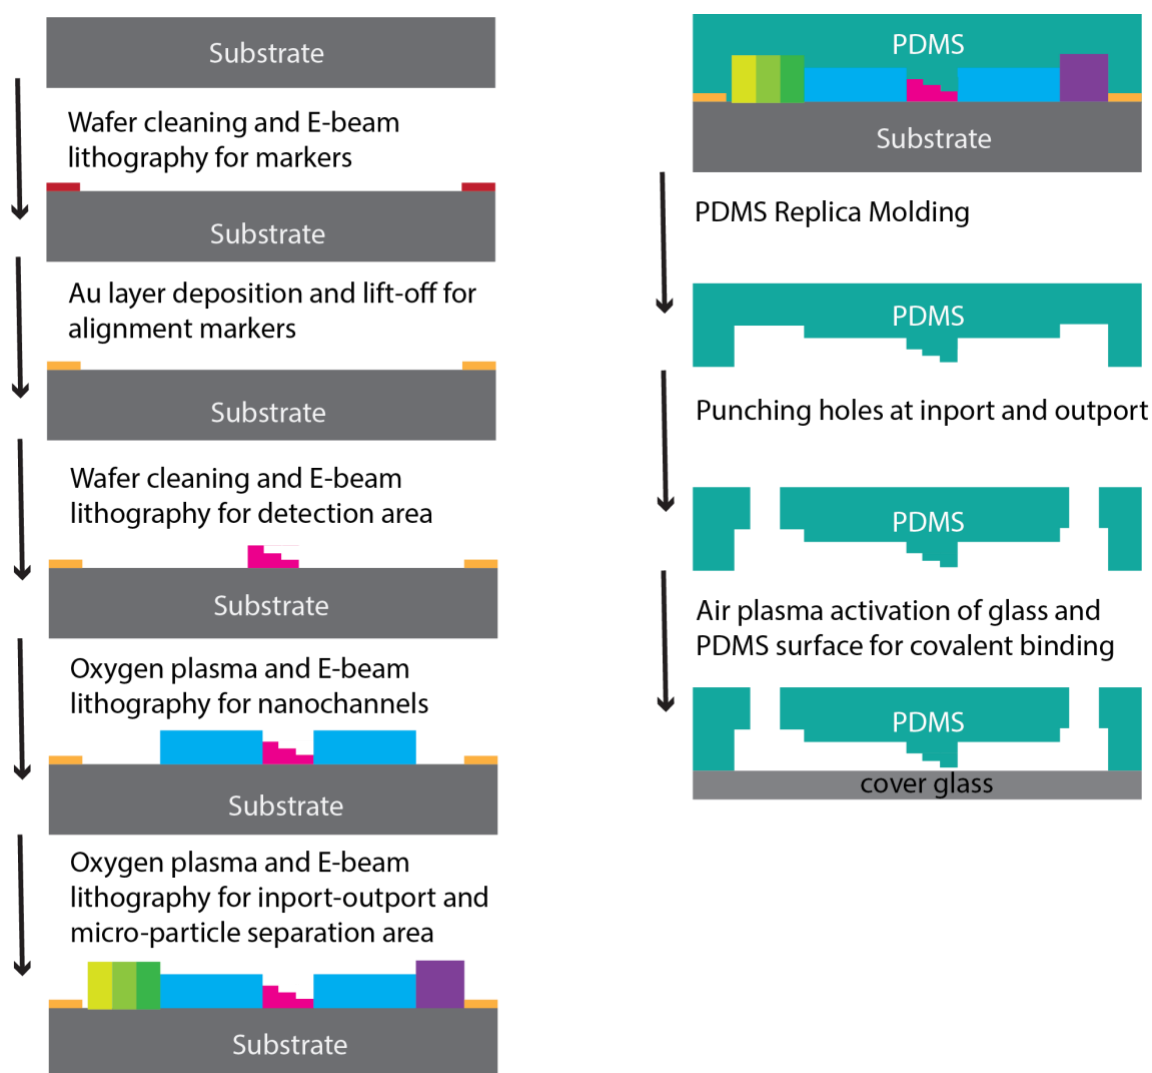 Substrate
Wafer cleaning and E-beam
lithography for markers
Substrate
Au layer deposition and lift-off for
alignment markers
Substrate
Wafer cleaning and E-beam
lithography for detection area
Substrate
Oxygen plasma and E-beam
lithography for nanochannels
Substrate
Oxygen plasma and E-beam
lithography for inport-outport and
micro-particle separation area
Substrate
PDMS
Substrate
PDMS Replica Molding
PDMS
Punching holes at inport and outport
PDMS
Air plasma activation of glass and
PDMS surface for covalent binding
PDMS
cover glass